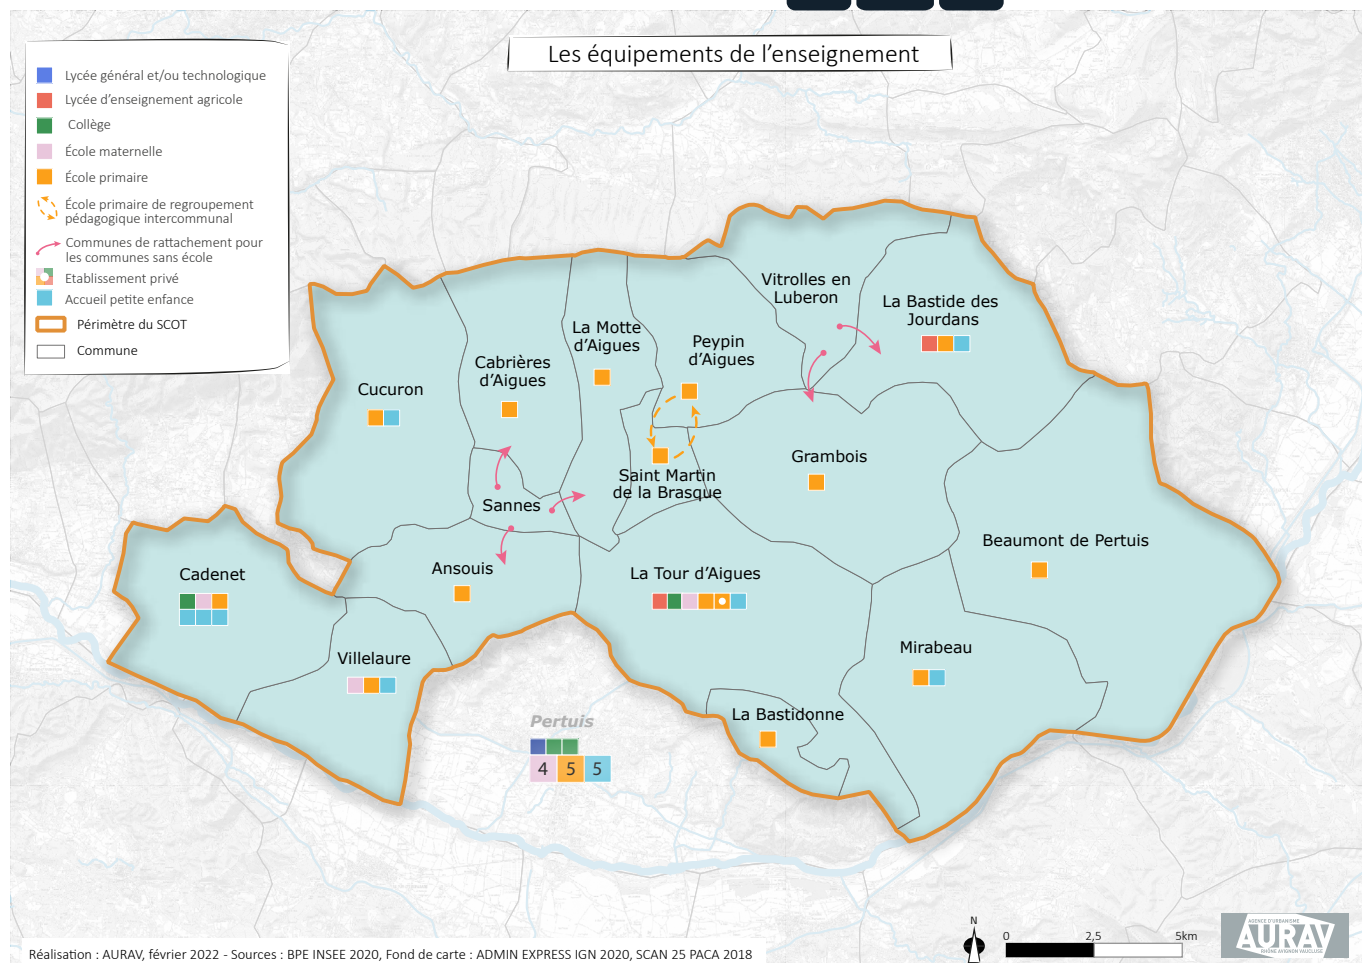 Les équipements de l'enseignement
Lycée général et/ou technologique
Lycée d'enseignement agricole
Collège
École maternelle
École primaire
École primaire de regroupement
pédagogique intercommunal
Communes de rattachement pour
les communes sans école
Etablissement privé
Accueil petite enfance
Périmètre du SCOT
Commune
Vitrolles en
Luberon
La Bastide des
Jourdans
La Motte
d'Aigues
Peypin
d'Aigues
Cabrières
d'Aigues
Cucuron
Grambois
Saint Martin
de la Brasque
Sannes
Beaumont de Pertuis
Ansouis
La Tour d'Aigues
Cadenet
Mirabeau
Villelaure
La Bastidonne
Pertuis
4 5 5
N
0 2,5 5km
AGENCE D'URBANISME
AURAV
RHÔNE AVIGNON VAUCLUSE
Réalisation : AURAV, février 2022 - Sources : BPE INSEE 2020, Fond de carte : ADMIN EXPRESS IGN 2020, SCAN 25 PACA 2018